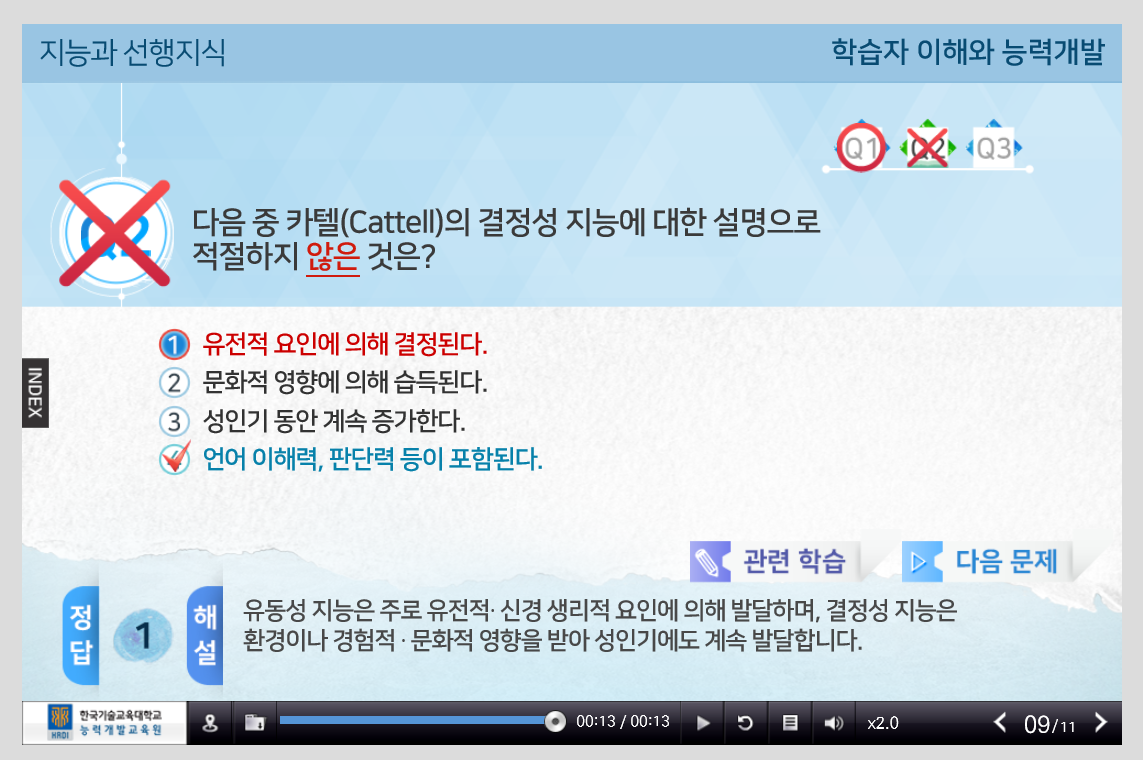 지능과 선행지식
학습자 이해와 능력개발
Q1 Q2 Q3
Q2
다음 중 카텔(Cattell)의 결정성 지능에 대한 설명으로
적절하지 않은 것은?
1 유전적 요인에 의해 결정된다.
2 문화적 영향에 의해 습득된다.
3 성인기 동안 계속 증가한다.
언어 이해력, 판단력 등이 포함된다.
INDEX
관련 학습
다음 문제
정답
1
해설
유동성 지능은 주로 유전적· 신경 생리적 요인에 의해 발달하며, 결정성 지능은
환경이나 경험적 · 문화적 영향을 받아 성인기에도 계속 발달합니다.
HRDI
한국기술교육대학교
능력개발교육원
00:13 / 00:13
x2.0
09/11